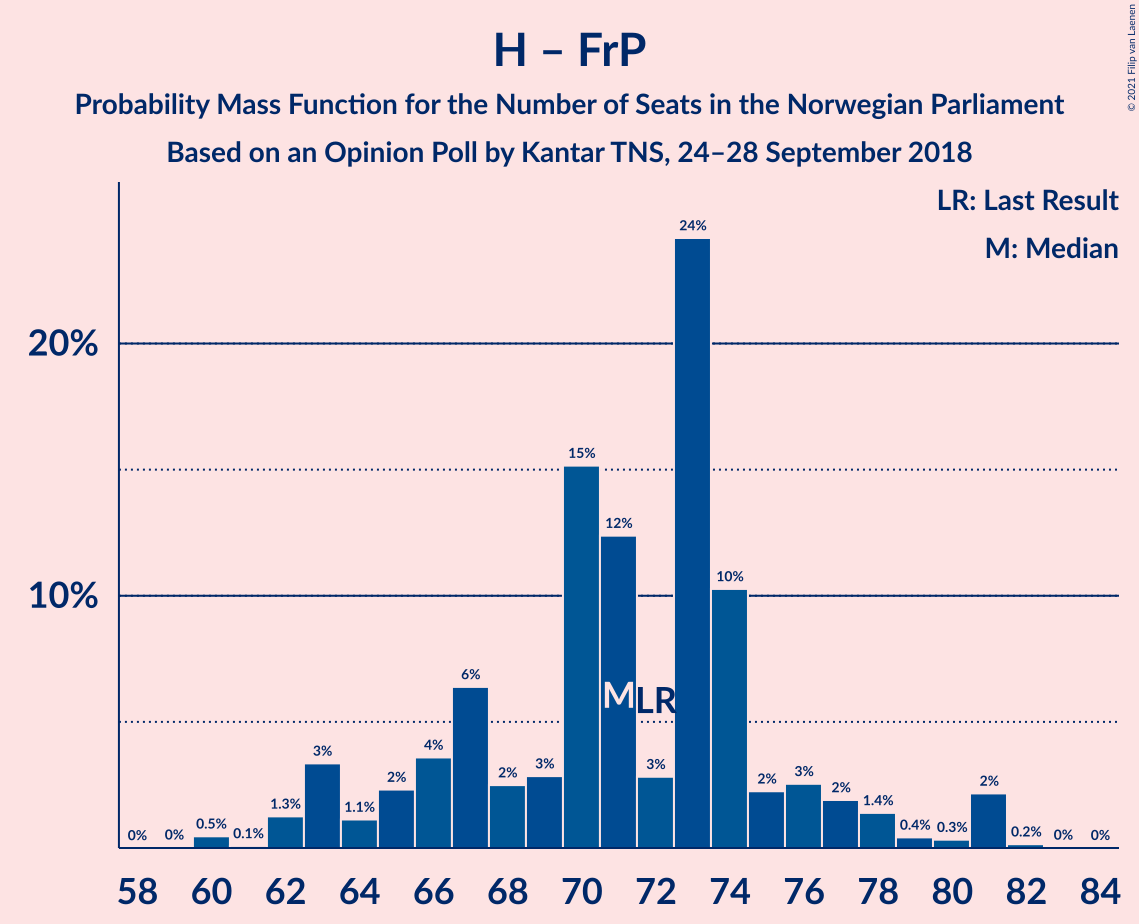 © 2021 Filip van Laenen
H – FrP
Probability Mass Function for the Number of Seats in the Norwegian Parliament
Based on an Opinion Poll by Kantar TNS, 24–28 September 2018
LR: Last Result
M: Median
20%
10%
0% 0% 0.5% 0.1% 1.3% 3% 1.1% 2% 4% 6% 2% 3% 15% 12% 3% 24% 10% 2% 3% 2% 1.4% 0.4% 0.3% 2% 0.2% 0% 0%
M LR
58 60 62 64 66 68 70 72 74 76 78 80 82 84